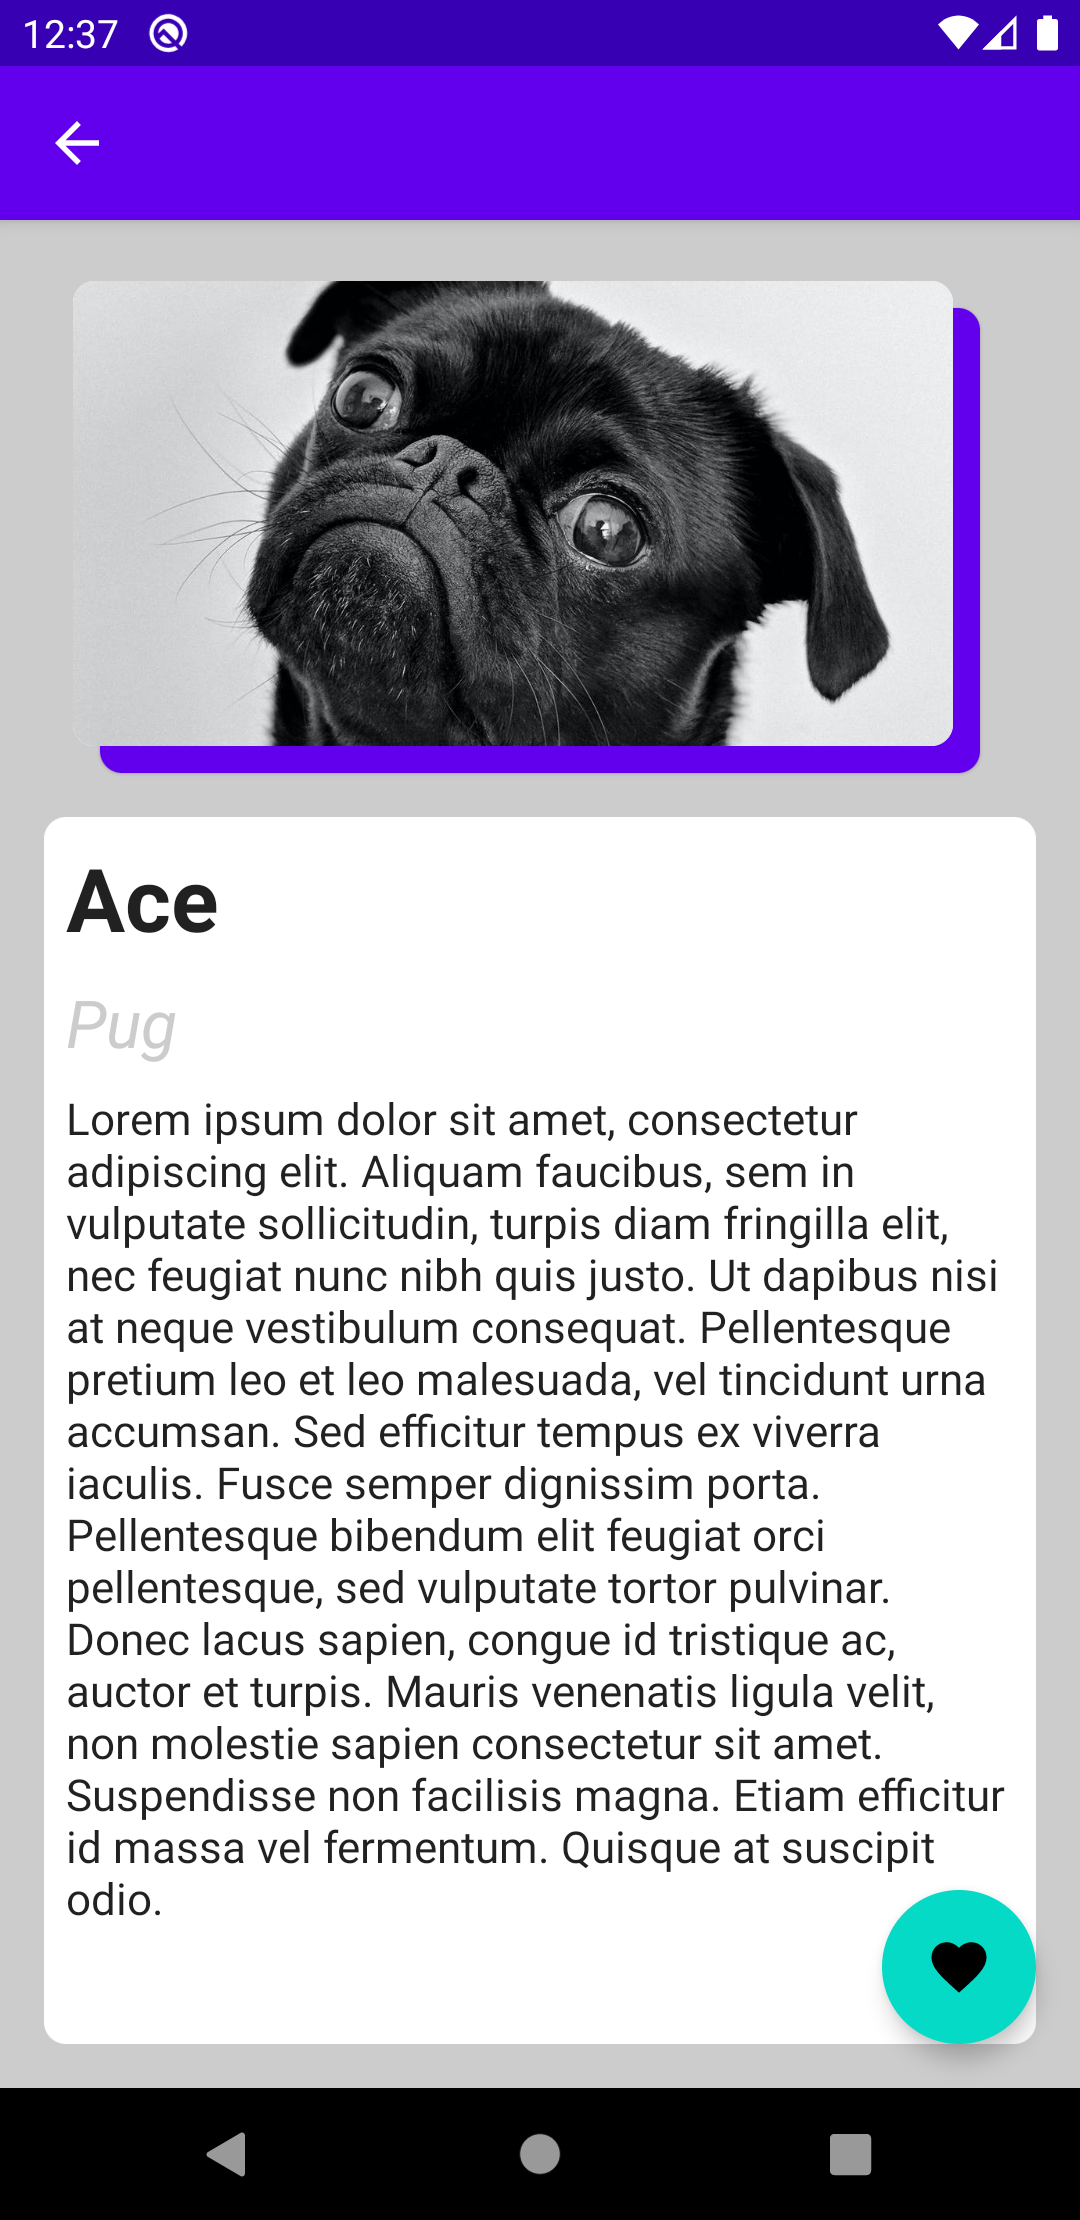 12:37
Ace
Pug
Lorem ipsum dolor sit amet, consectetur
adipiscing elit. Aliquam faucibus, sem in
vulputate sollicitudin, turpis diam fringilla elit,
nec feugiat nunc nibh quis justo. Ut dapibus nisi
at neque vestibulum consequat. Pellentesque
pretium leo et leo malesuada, vel tincidunt urna
accumsan. Sed efficitur tempus ex viverra
iaculis. Fusce semper dignissim porta.
Pellentesque bibendum elit feugiat orci
pellentesque, sed vulputate tortor pulvinar.
Donec lacus sapien, congue id tristique ac,
auctor et turpis. Mauris venenatis ligula velit,
non molestie sapien consectetur sit amet.
Suspendisse non facilisis magna. Etiam efficitur
id massa vel fermentum. Quisque at suscipit
odio.